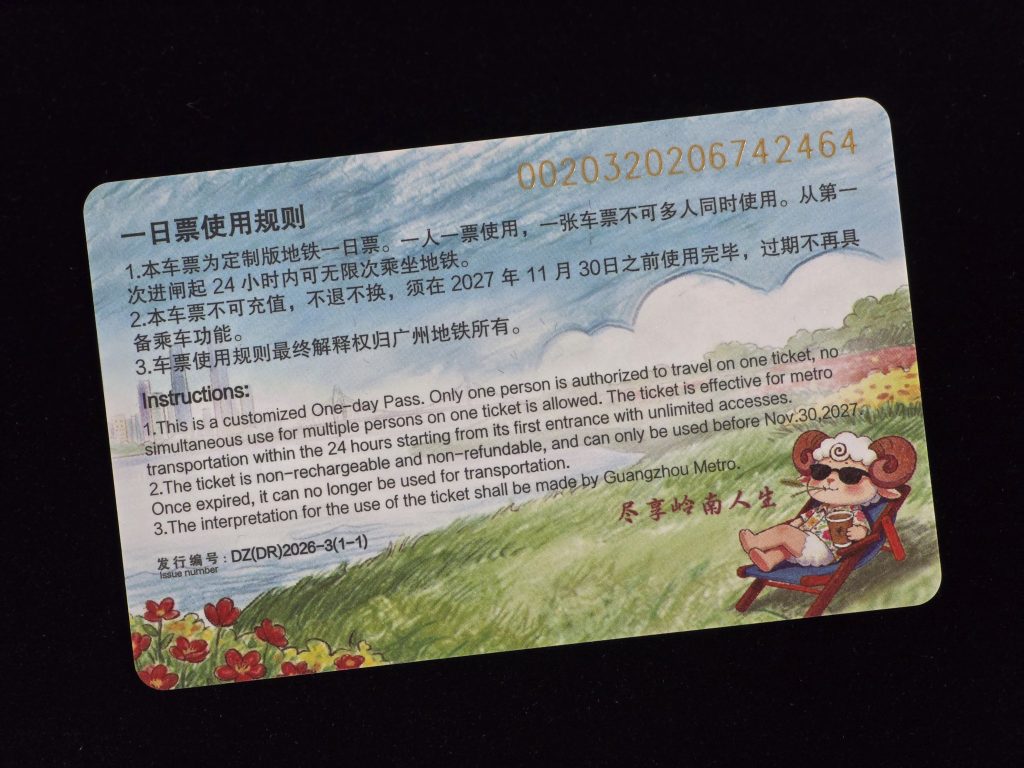 0020320206742464
一日票使用规则
1.本车票为定制版地铁一日票。一人一票使用，一张车票不可多人同时使用。从第一
次进闸起 24 小时内可无限次乘坐地铁。
2.本车票不可充值，不退不换，须在 2027 年 11 月 30日之前使用完毕，过期不再具
备乘车功能。
3.车票使用规则最终解释权归广州地铁所有。
Instructions:
1.This is a customized One-day Pass. Only one person is authorized to travel on one ticket, no
simultaneous use for multiple persons on one ticket is allowed. The ticket is effective for metro
transportation within the 24 hours starting from its first entrance with unlimited accesses.
2.The ticket is non-rechargeable and non-refundable, and can only be used before Nov.30,2027.
Once expired, it can no longer be used for transportation.
3.The interpretation for the use of the ticket shall be made by Guangzhou Metro.
尽享岭南人生
发行编号：DZ(DR)2026-3(1-1)
Issue number